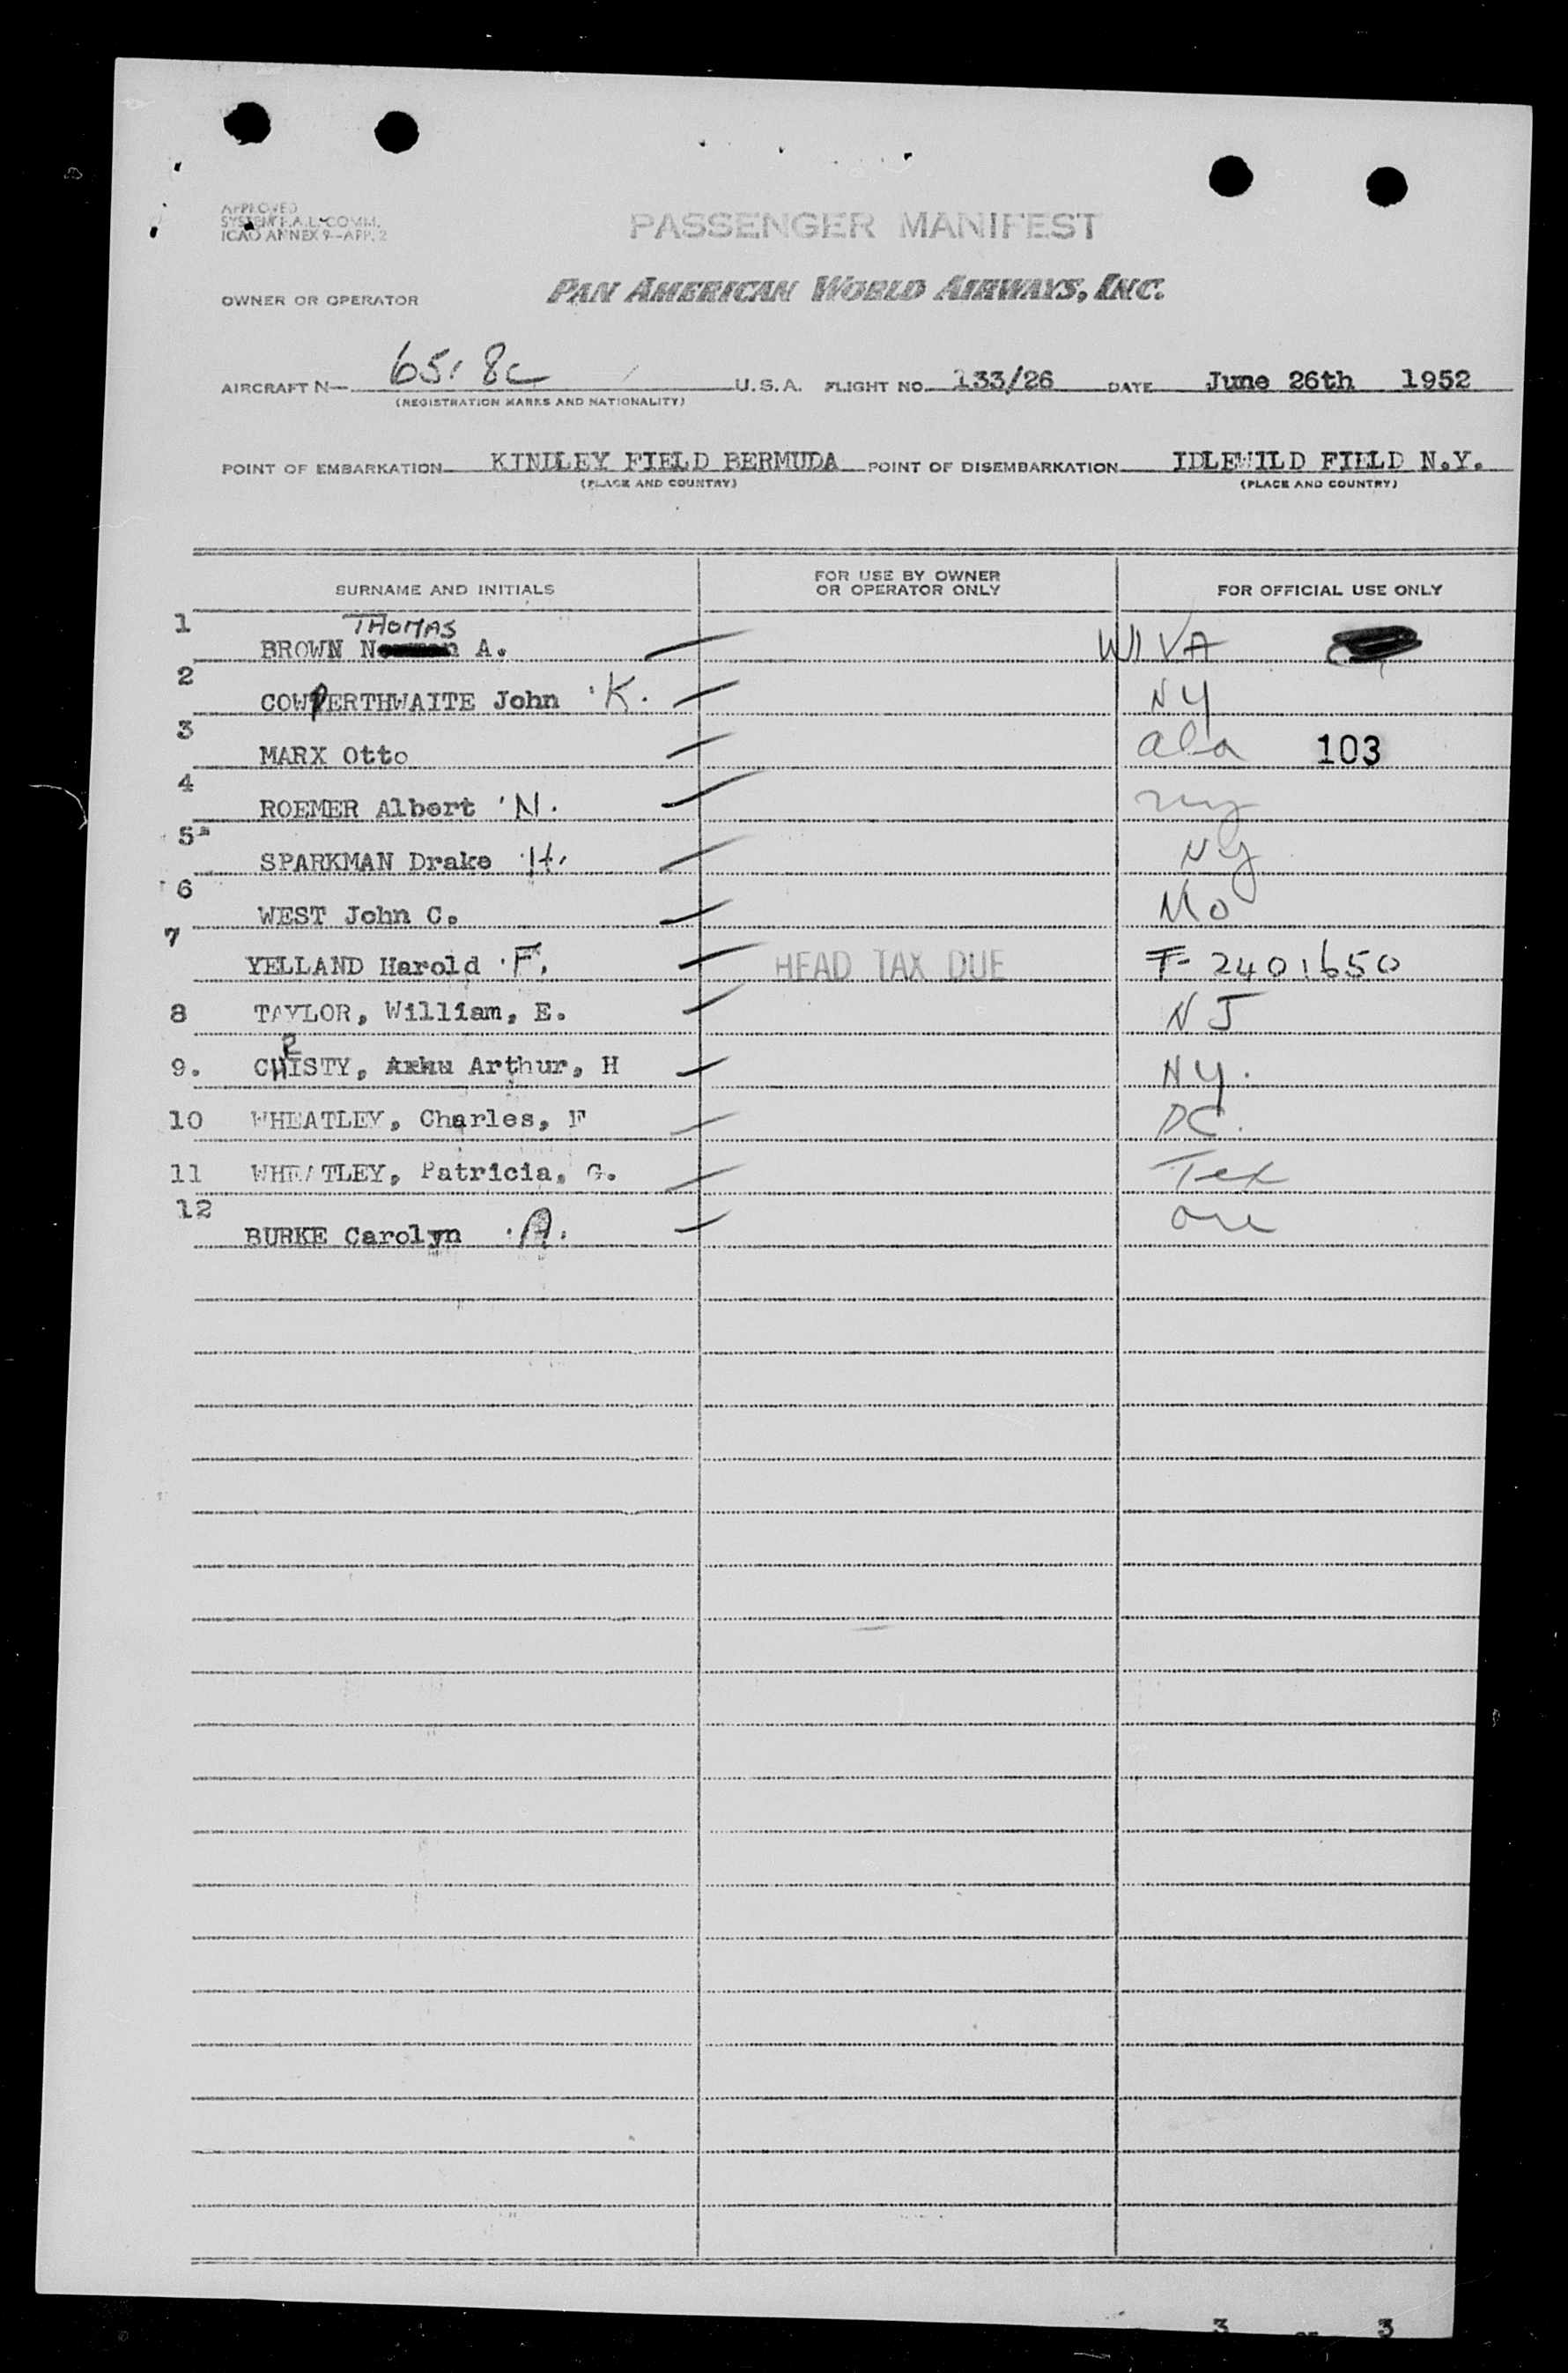 APPROVED
SYSTEM F.A.L. COMM.
ICAO ANNEX 9-APP. 2
PASSENGER MANIFEST
OWNER OR OPERATOR PAN AMERICAN WORLD AIRWAYS, INC.
AIRCRAFT N— U.S.A. FLIGHT NO. 133/26 DATE June 26th 1952
(REGISTRATION MARKS AND NATIONALITY)
POINT OF EMBARKATION KINDLEY FIELD BERMUDA POINT OF DISEMBARKATION IDLEWILD FIELD N.Y.
(PLACE AND COUNTRY) (PLACE AND COUNTRY)
SURNAME AND INITIALS FOR USE BY OWNER OR OPERATOR ONLY FOR OFFICIAL USE ONLY
THOMAS
1 BROWN A. W VA
2 COWPERTHWAITE John K. NY
3 MARX Otto ala 103
4 ROEMER Albert N. ny
5 SPARKMAN Drake H. NY
6 WEST John C. Mo
7 YELLAND Harold F. HEAD TAX DUE F- 2401650
8 TAYLOR, William, E. NJ
9. CHRISTY, Arthur, H NY.
10 WHEATLEY, Charles, F DC.
11 WHEATLEY, Patricia, G. Tex
12 BURKE Carolyn A. ore
3 OF 3